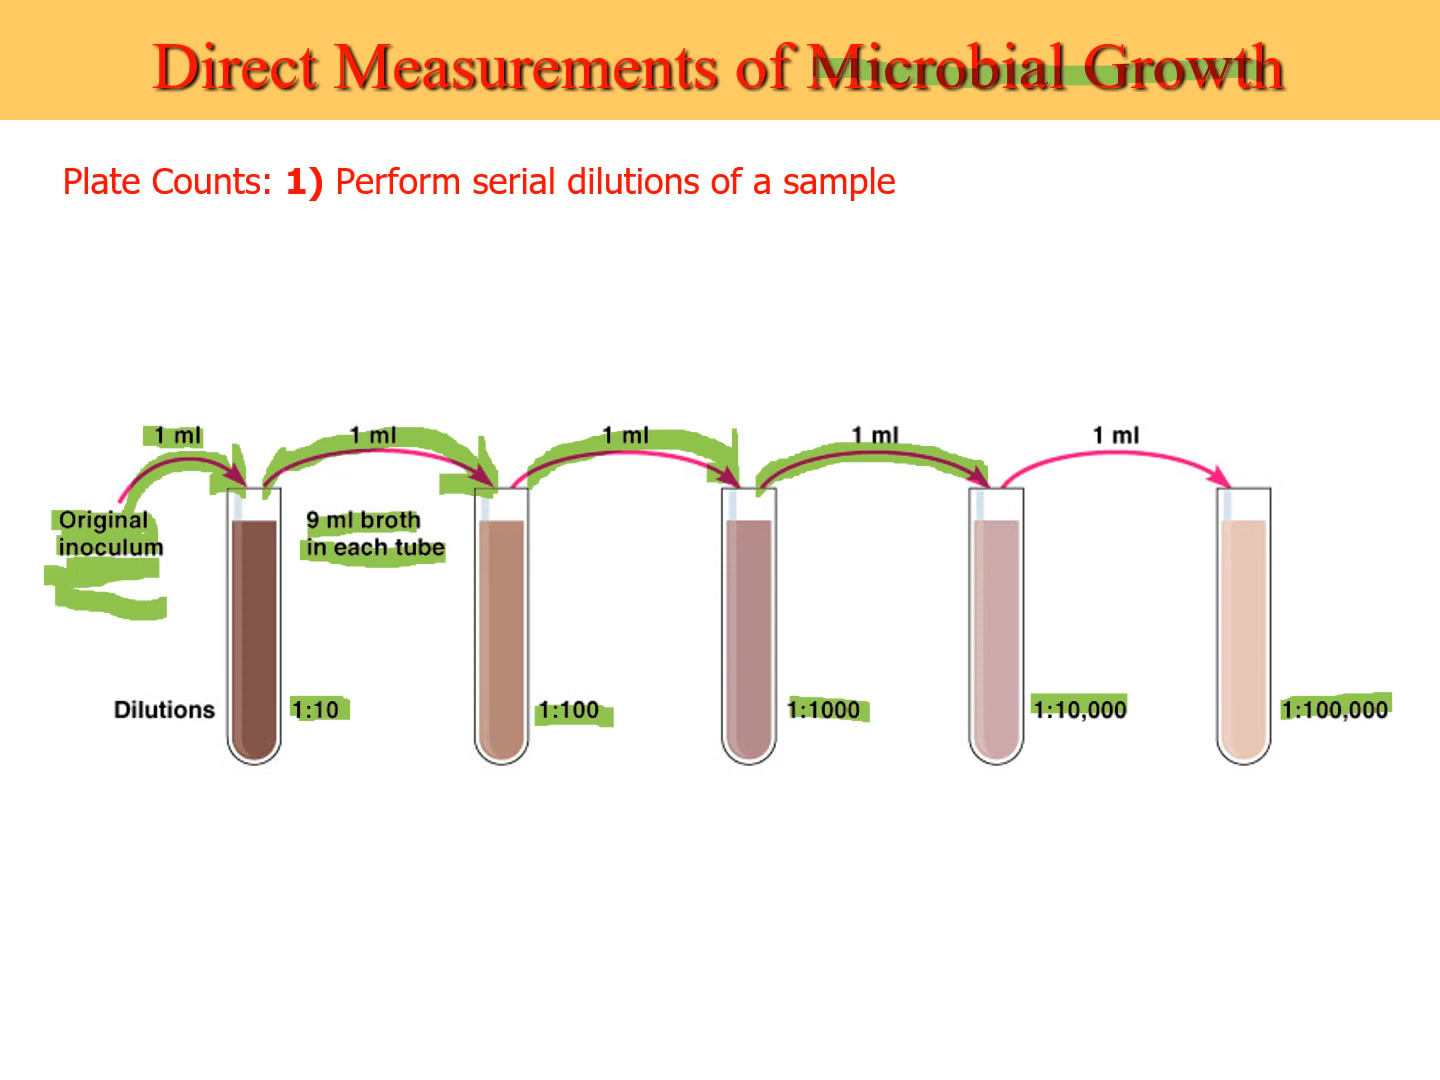 Direct Measurements of Microbial Growth
Plate Counts: 1) Perform serial dilutions of a sample
1 ml
1 ml
1 ml
1 ml
1 ml
Original
inoculum
9 ml broth
in each tube
Dilutions
1:10
1:100
1:1000
1:10,000
1:100,000